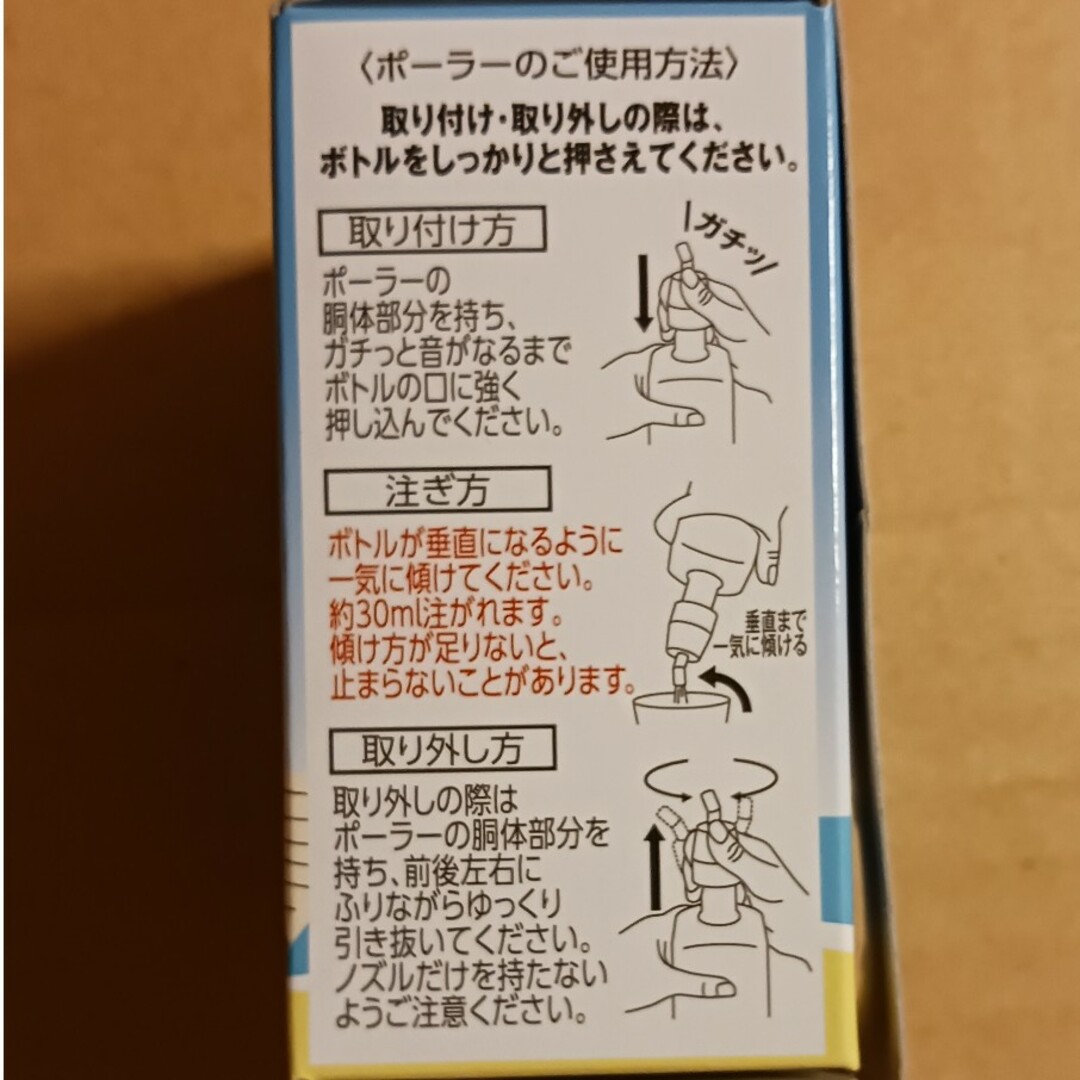 〈ポーラーのご使用方法〉
取り付け・取り外しの際は、
ボトルをしっかりと押さえてください。
取り付け方
ポーラーの
胴体部分を持ち、
ガチっと音がなるまで
ボトルの口に強く
押し込んでください。
ガチッ
注ぎ方
ボトルが垂直になるように
一気に傾けてください。
約30ml注がれます。
傾け方が足りないと、
止まらないことがあります。
垂直まで
一気に傾ける
取り外し方
取り外しの際は
ポーラーの胴体部分を
持ち、前後左右に
ふりながらゆっくり
引き抜いてください。
ノズルだけを持たない
ようご注意ください。